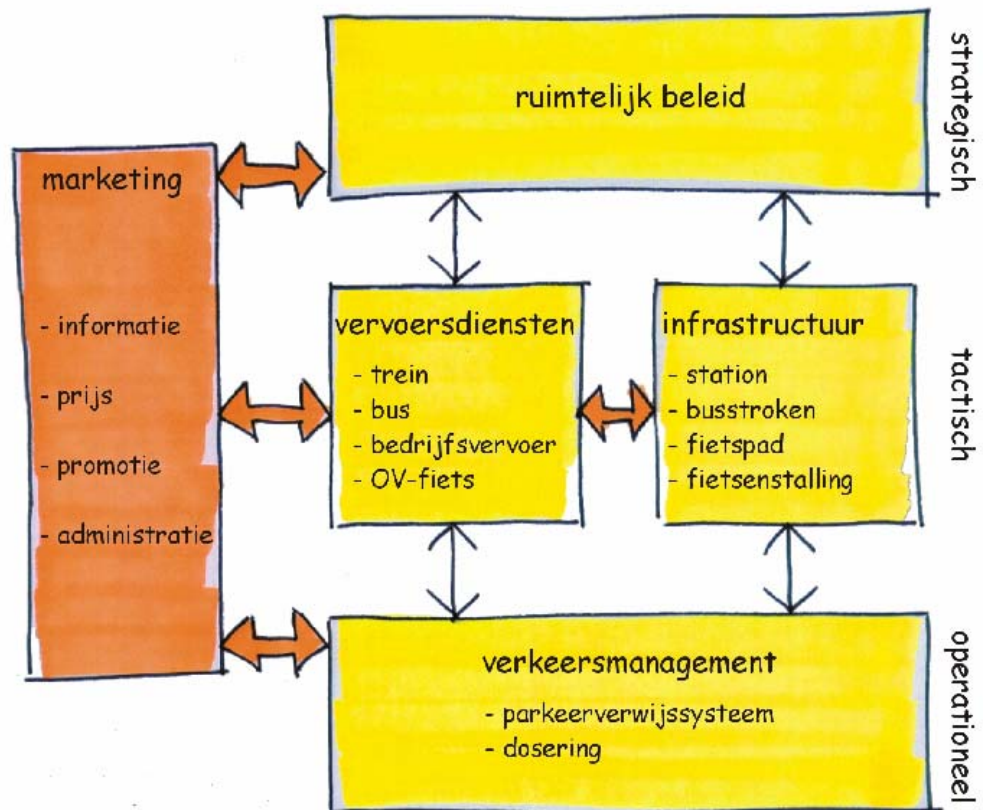 strategisch
ruimtelijk beleid
marketing
- informatie
- prijs
- promotie
- administratie
vervoersdiensten
- trein
- bus
- bedrijfsvervoer
- OV-fiets
infrastructuur
- station
- busstroken
- fietspad
- fietsenstalling
tactisch
verkeersmanagement
- parkeerverwijssysteem
- dosering
operationeel